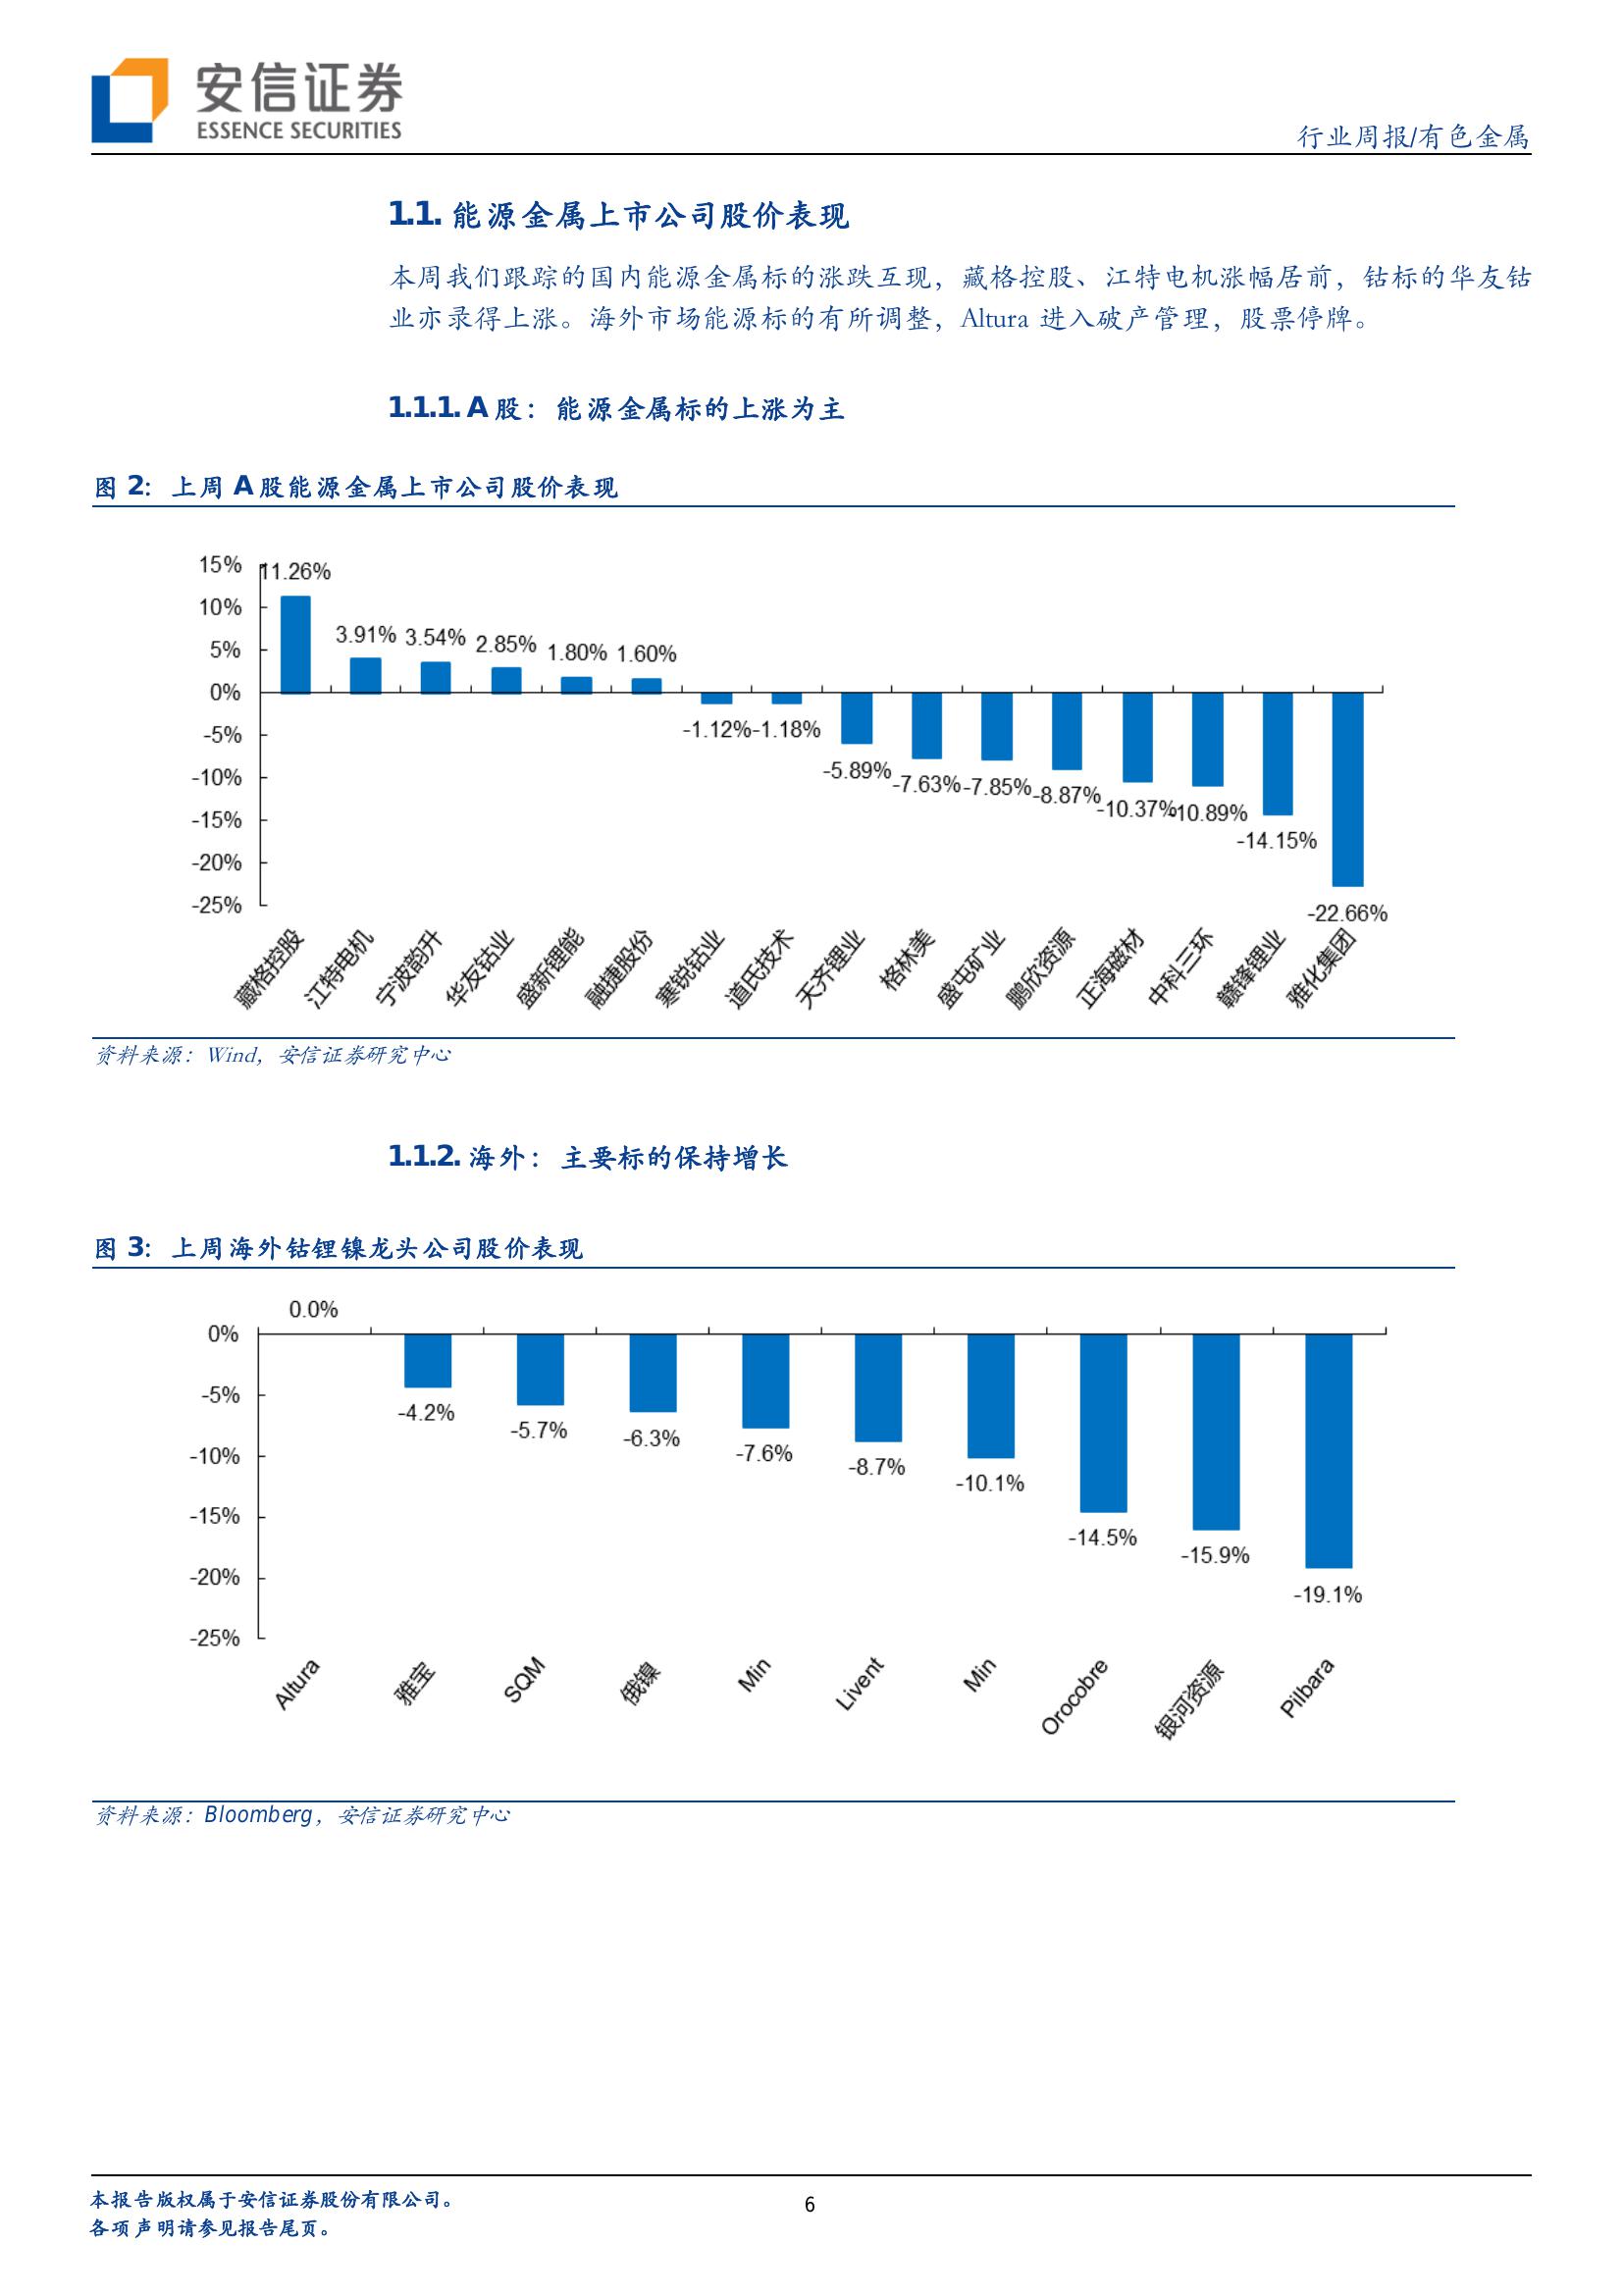 安信证券
ESSENCE SECURITIES
行业周报/有色金属
1.1. 能源金属上市公司股价表现
本周我们跟踪的国内能源金属标的涨跌互现，藏格控股、江特电机涨幅居前，钴标的华友钴
业亦录得上涨。海外市场能源标的有所调整，Altura 进入破产管理，股票停牌。
1.1.1. A 股：能源金属标的上涨为主
图 2：上周 A 股能源金属上市公司股价表现
15%
10%
5%
0%
-5%
-10%
-15%
-20%
-25%
11.26%
3.91%
3.54%
2.85%
1.80%
1.60%
-1.12%
-1.18%
-5.89%
-7.63%
-7.85%
-8.87%
-10.37%
-10.89%
-14.15%
-22.66%
藏格控股
江特电机
宁波韵升
华友钴业
盛新锂能
融捷股份
寒锐钴业
道氏技术
天齐锂业
格林美
盛屯矿业
鹏欣资源
正海磁材
中科三环
赣锋锂业
雅化集团
资料来源：Wind，安信证券研究中心
1.1.2. 海外：主要标的保持增长
图 3：上周海外钴锂镍龙头公司股价表现
0%
-5%
-10%
-15%
-20%
-25%
0.0%
-4.2%
-5.7%
-6.3%
-7.6%
-8.7%
-10.1%
-14.5%
-15.9%
-19.1%
Altura
雅宝
SQM
俄镍
Min
Livent
Min
Orocobre
银河资源
Pilbara
资料来源：Bloomberg，安信证券研究中心
本报告版权属于安信证券股份有限公司。
各项声明请参见报告尾页。
6